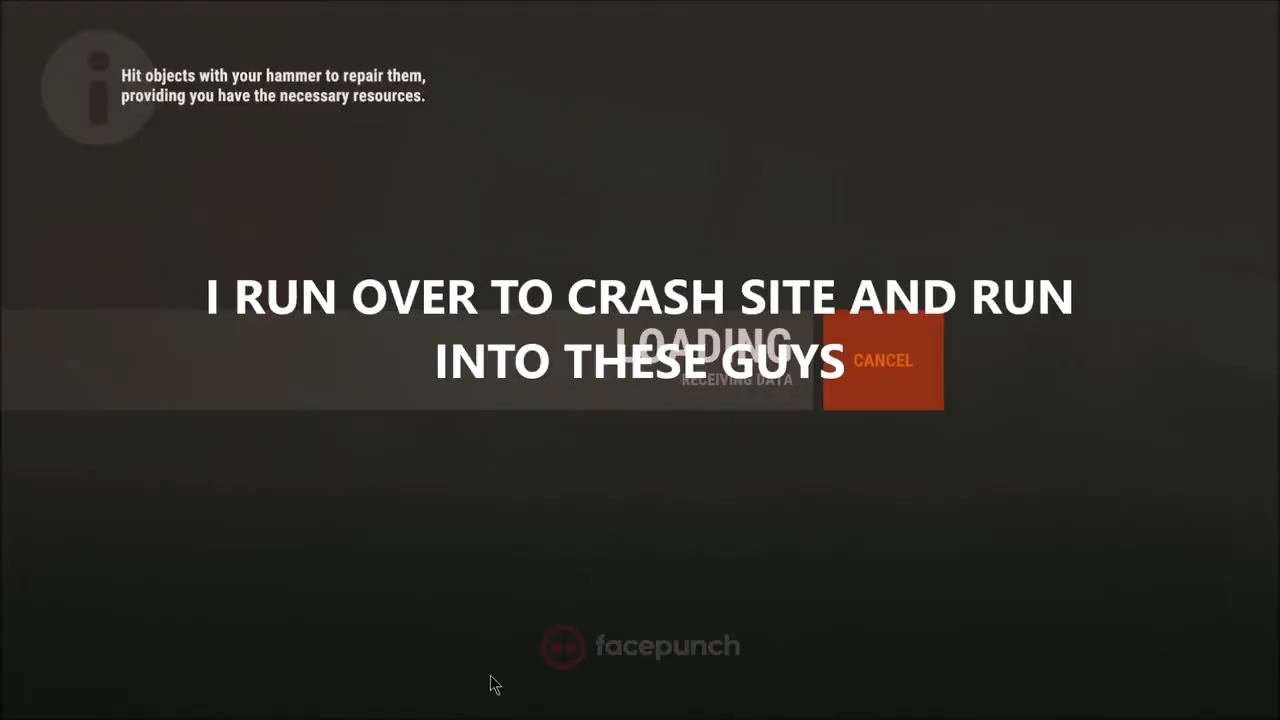 Hit objects with your hammer to repair them,
providing you have the necessary resources.
I RUN OVER TO CRASH SITE AND RUN
INTO THESE GUYS
LOADING
RECEIVING DATA
CANCEL
facepunch